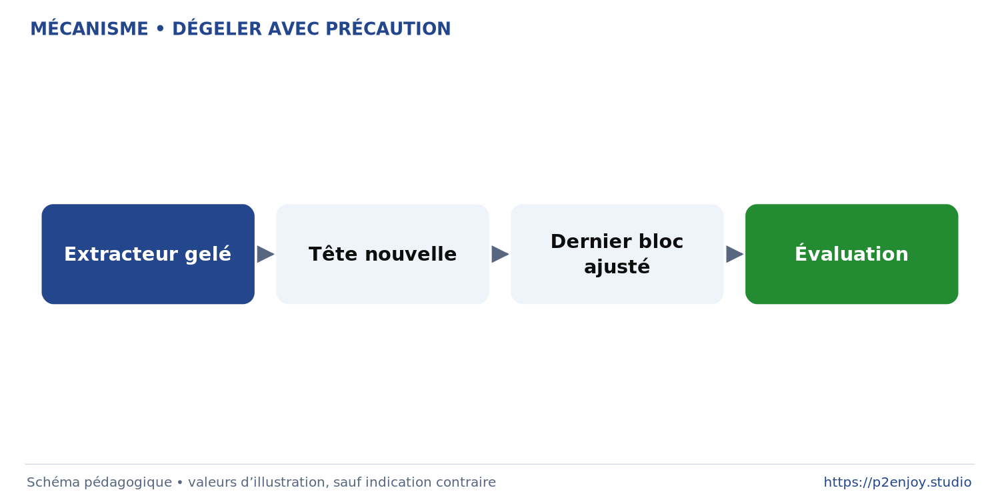 MÉCANISME • DÉGELER AVEC PRÉCAUTION
Extracteur gelé
Tête nouvelle
Dernier bloc
ajusté
Évaluation
Schéma pédagogique • valeurs d’illustration, sauf indication contraire
https://p2enjoy.studio